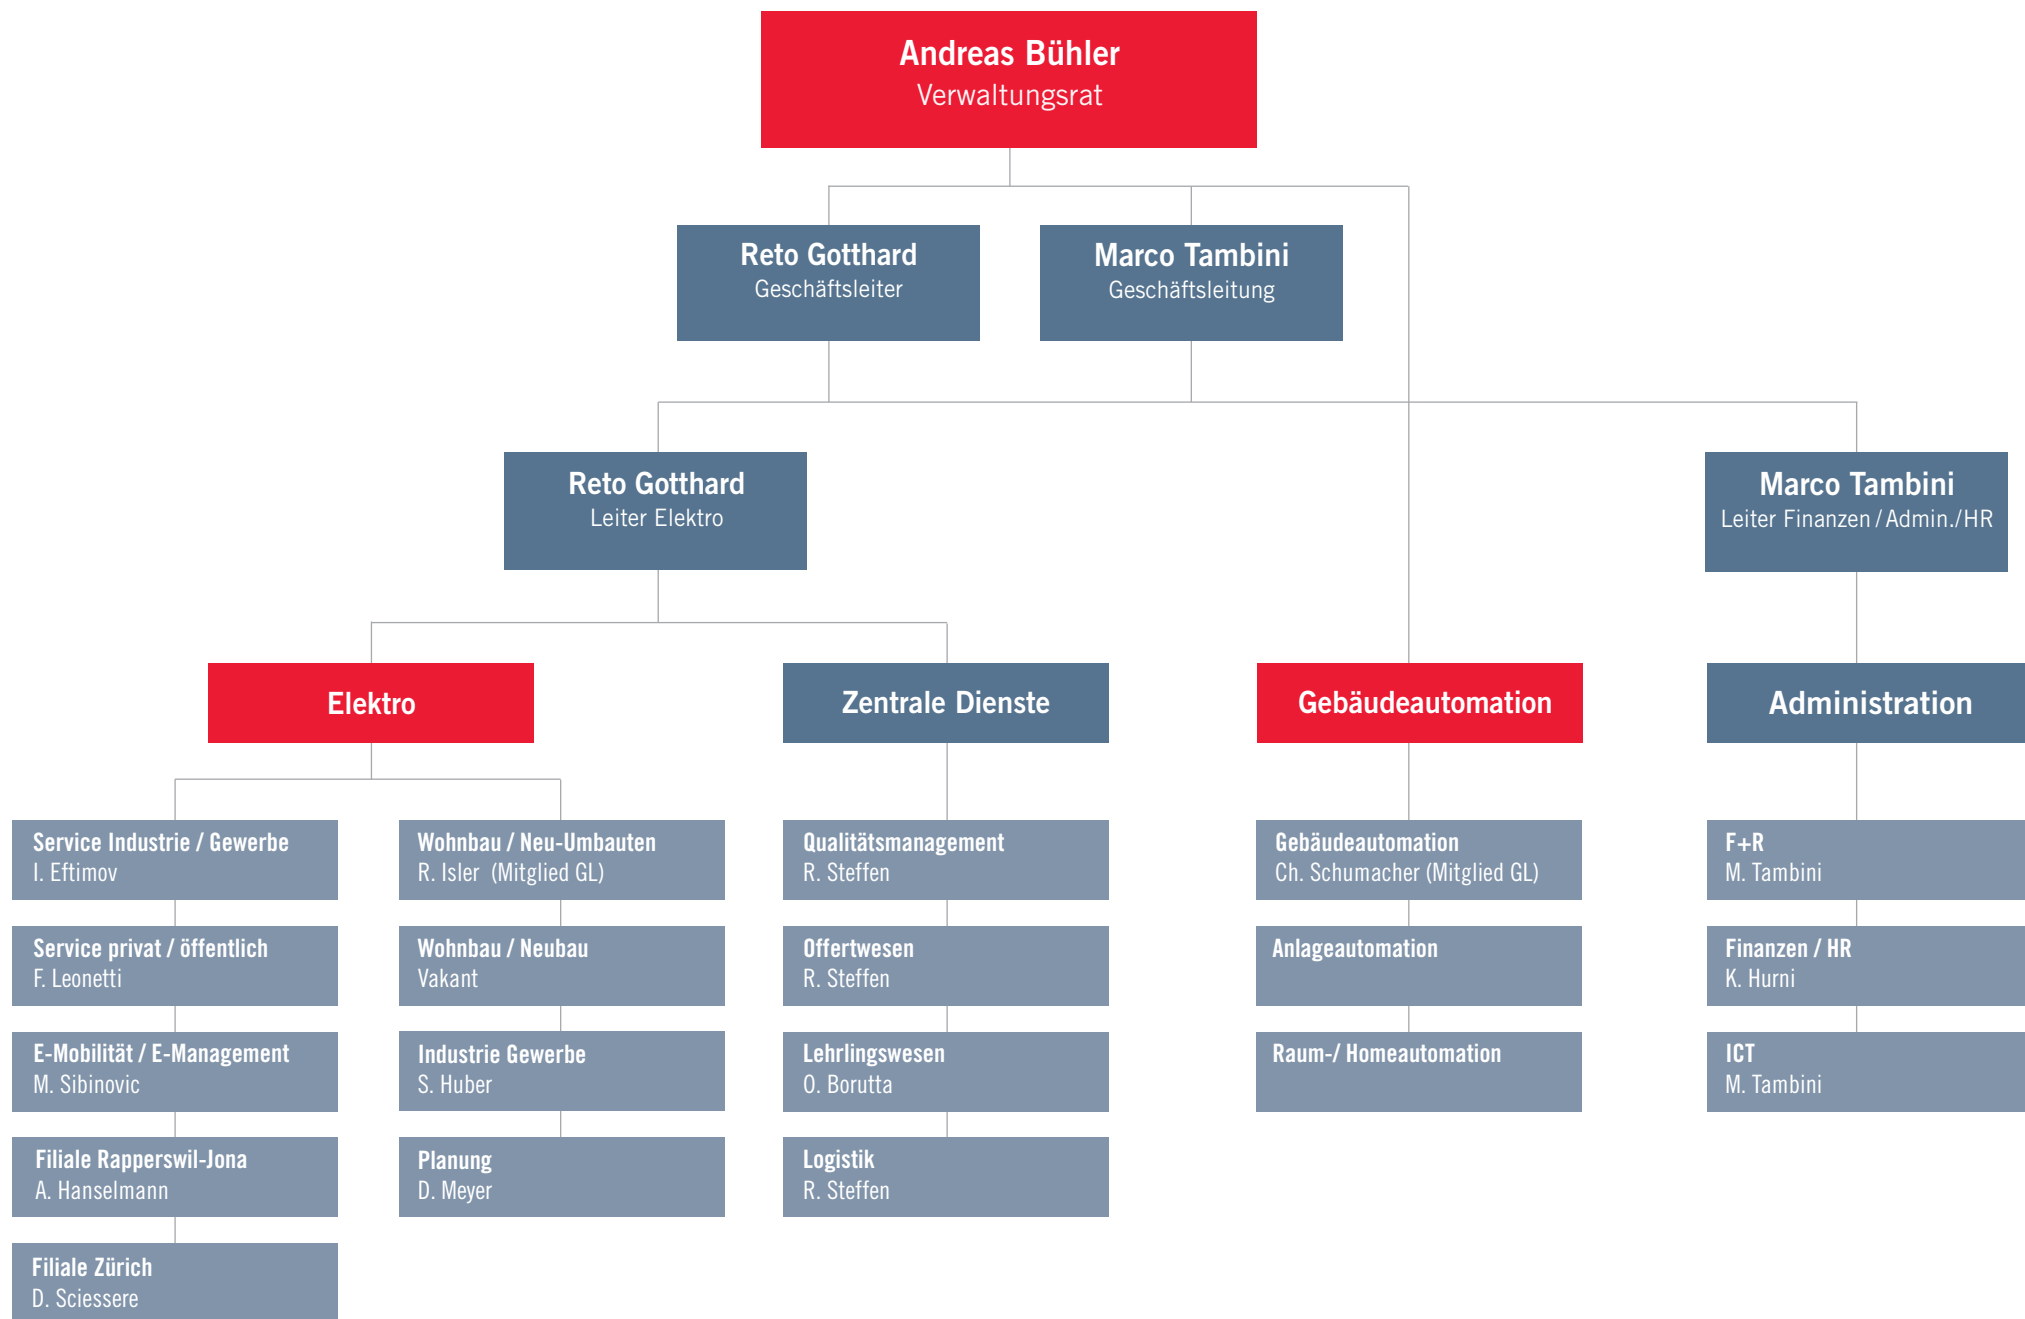 Andreas Bühler
Verwaltungsrat
Reto Gotthard
Geschäftsleiter
Marco Tambini
Geschäftsleitung
Reto Gotthard
Leiter Elektro
Marco Tambini
Leiter Finanzen / Admin./HR
Elektro
Zentrale Dienste
Gebäudeautomation
Administration
Service Industrie / Gewerbe
I. Eftimov
Service privat / öffentlich
F. Leonetti
E-Mobilität / E-Management
M. Sibinovic
Filiale Rapperswil-Jona
A. Hanselmann
Filiale Zürich
D. Sciessere
Wohnbau / Neu-Umbauten
R. Isler (Mitglied GL)
Wohnbau / Neubau
Vakant
Industrie Gewerbe
S. Huber
Planung
D. Meyer
Qualitätsmanagement
R. Steffen
Offertwesen
R. Steffen
Lehrlingswesen
O. Borutta
Logistik
R. Steffen
Gebäudeautomation
Ch. Schumacher (Mitglied GL)
Anlageautomation
Raum-/ Homeautomation
F+R
M. Tambini
Finanzen / HR
K. Hurni
ICT
M. Tambini